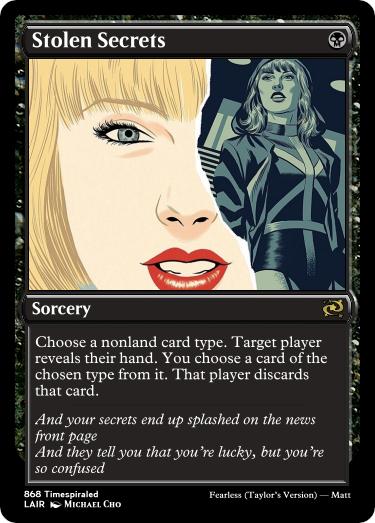 Stolen Secrets
Sorcery
Choose a nonland card type. Target player
reveals their hand. You choose a card of the
chosen type from it. That player discards
that card.
And your secrets end up splashed on the news
front page
And they tell you that you're lucky, but you're
so confused
868 Timespiraled
LAIR Michael Cho
Fearless (Taylor's Version) — Matt